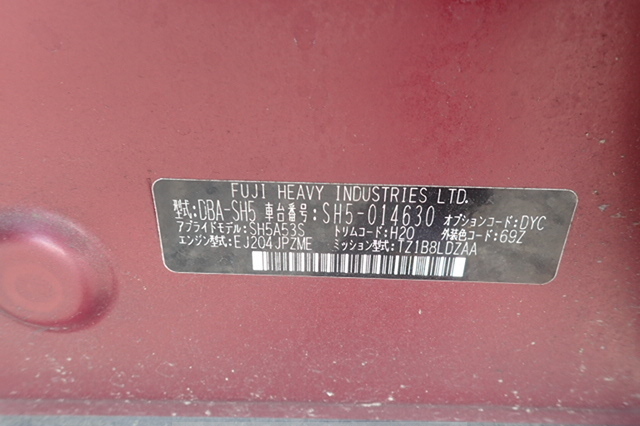 FUJI HEAVY INDUSTRIES LTD.
型式:DBA-SH5 車台番号:SH5-014630 オプションコード:DYC
アプライドモデル:SH5A53S トリムコード:H20 外装色コード:69Z
エンジン型式:EJ204JPZME ミッション型式:TZ1B8LDZAA